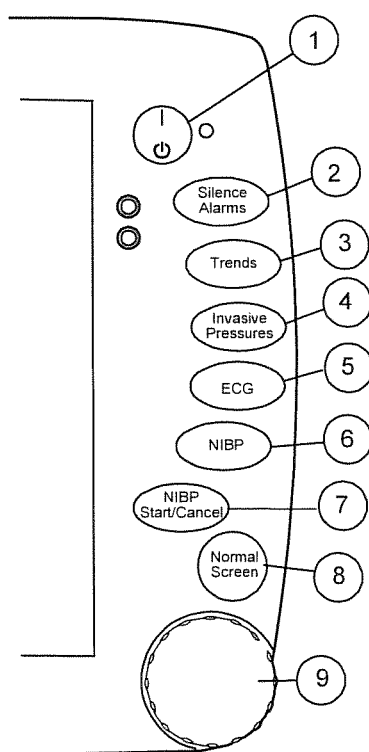 1
2
Silence
Alarms
3
Trends
4
Invasive
Pressures
5
ECG
6
NIBP
7
NIBP
Start/Cancel
8
Normal
Screen
9